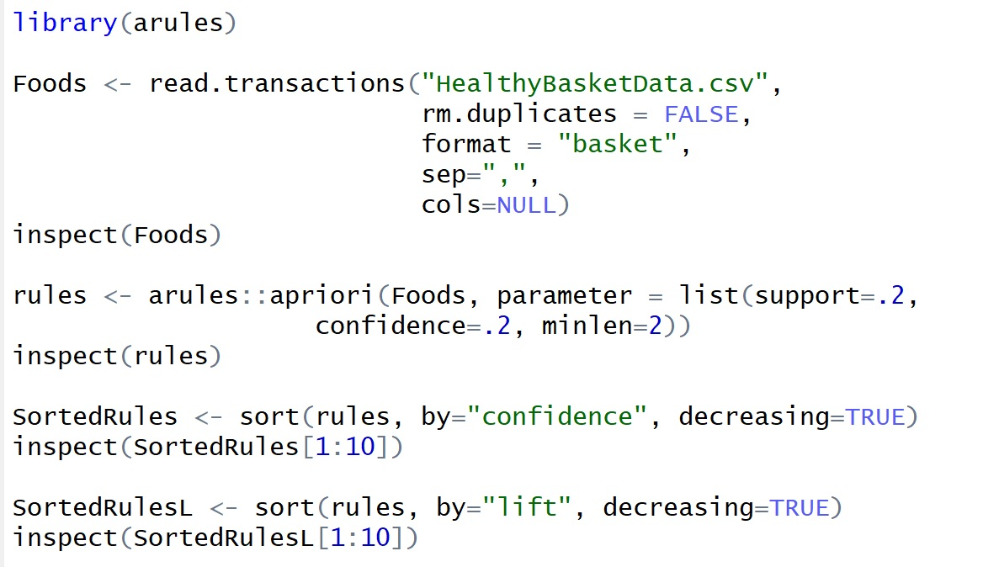 library(arules)
Foods <- read.transactions("HealthyBasketData.csv",
rm.duplicates = FALSE,
format = "basket",
sep=",",
cols=NULL)
inspect(Foods)
rules <- arules::apriori(Foods, parameter = list(support=.2,
confidence=.2, minlen=2))
inspect(rules)
SortedRules <- sort(rules, by="confidence", decreasing=TRUE)
inspect(SortedRules[1:10])
SortedRulesL <- sort(rules, by="lift", decreasing=TRUE)
inspect(SortedRulesL[1:10])